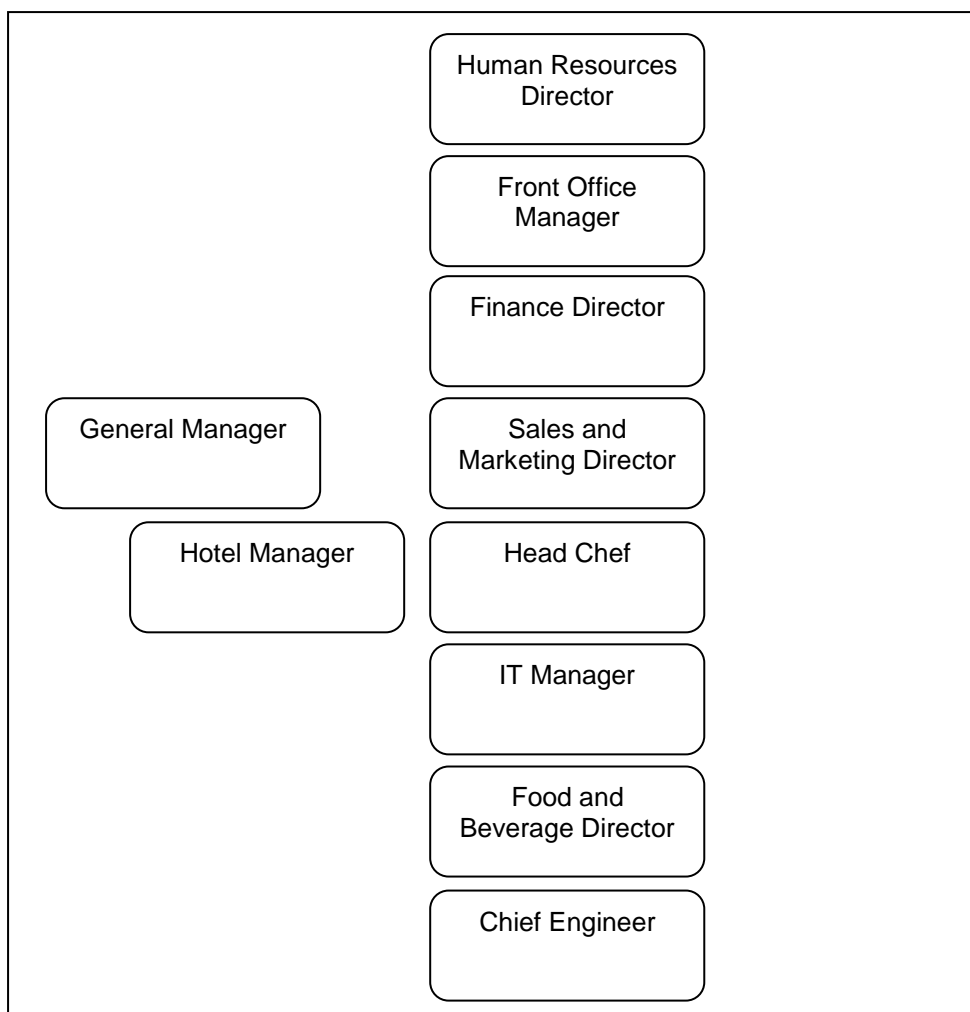 Human Resources
Director
Front Office
Manager
Finance Director
General Manager
Sales and
Marketing Director
Hotel Manager
Head Chef
IT Manager
Food and
Beverage Director
Chief Engineer